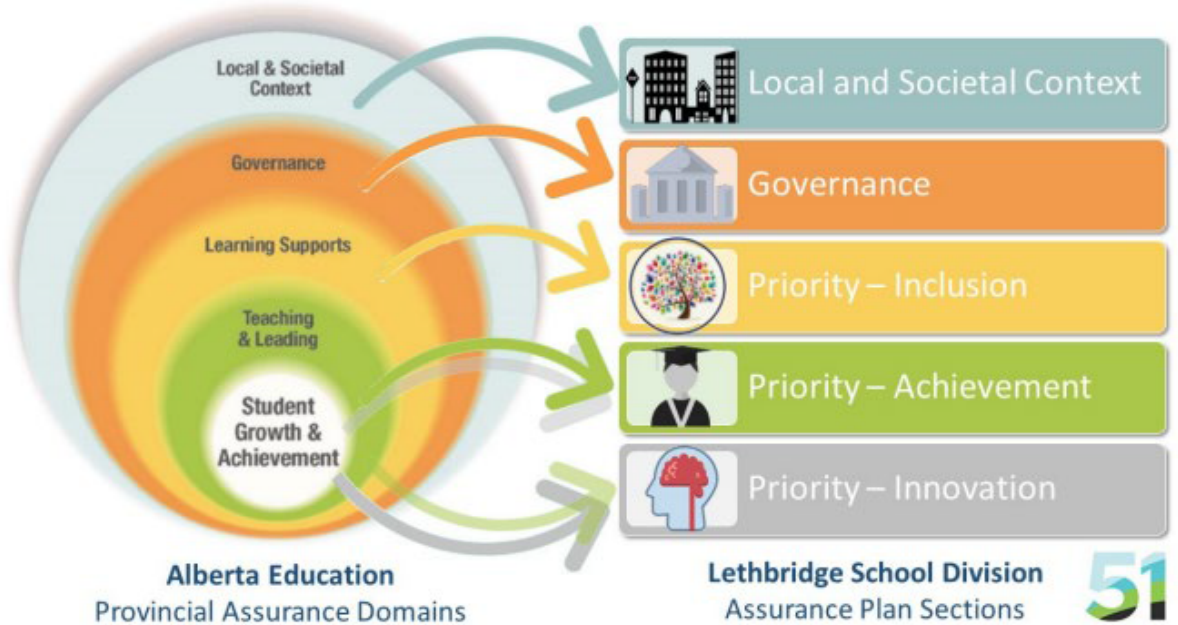 Local & Societal
Context
Governance
Learning Supports
Teaching
& Leading
Student
Growth &
Achievement
Alberta Education
Provincial Assurance Domains
Local and Societal Context
Governance
Priority – Inclusion
Priority – Achievement
Priority – Innovation
Lethbridge School Division
Assurance Plan Sections
51